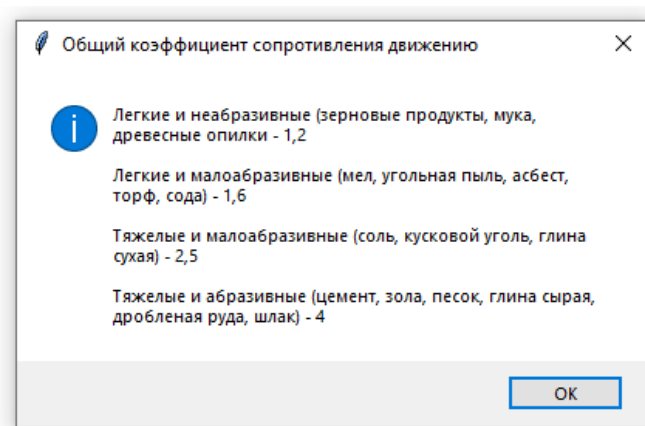 Общий коэффициент сопротивления движению
Легкие и неабразивные (зерновые продукты, мука,
древесные опилки - 1,2
Легкие и малоабразивные (мел, угольная пыль, асбест,
торф, сода) - 1,6
Тяжелые и малоабразивные (соль, кусковой уголь, глина
сухая) - 2,5
Тяжелые и абразивные (цемент, зола, песок, глина сырая,
дробленая руда, шлак) - 4
ОК